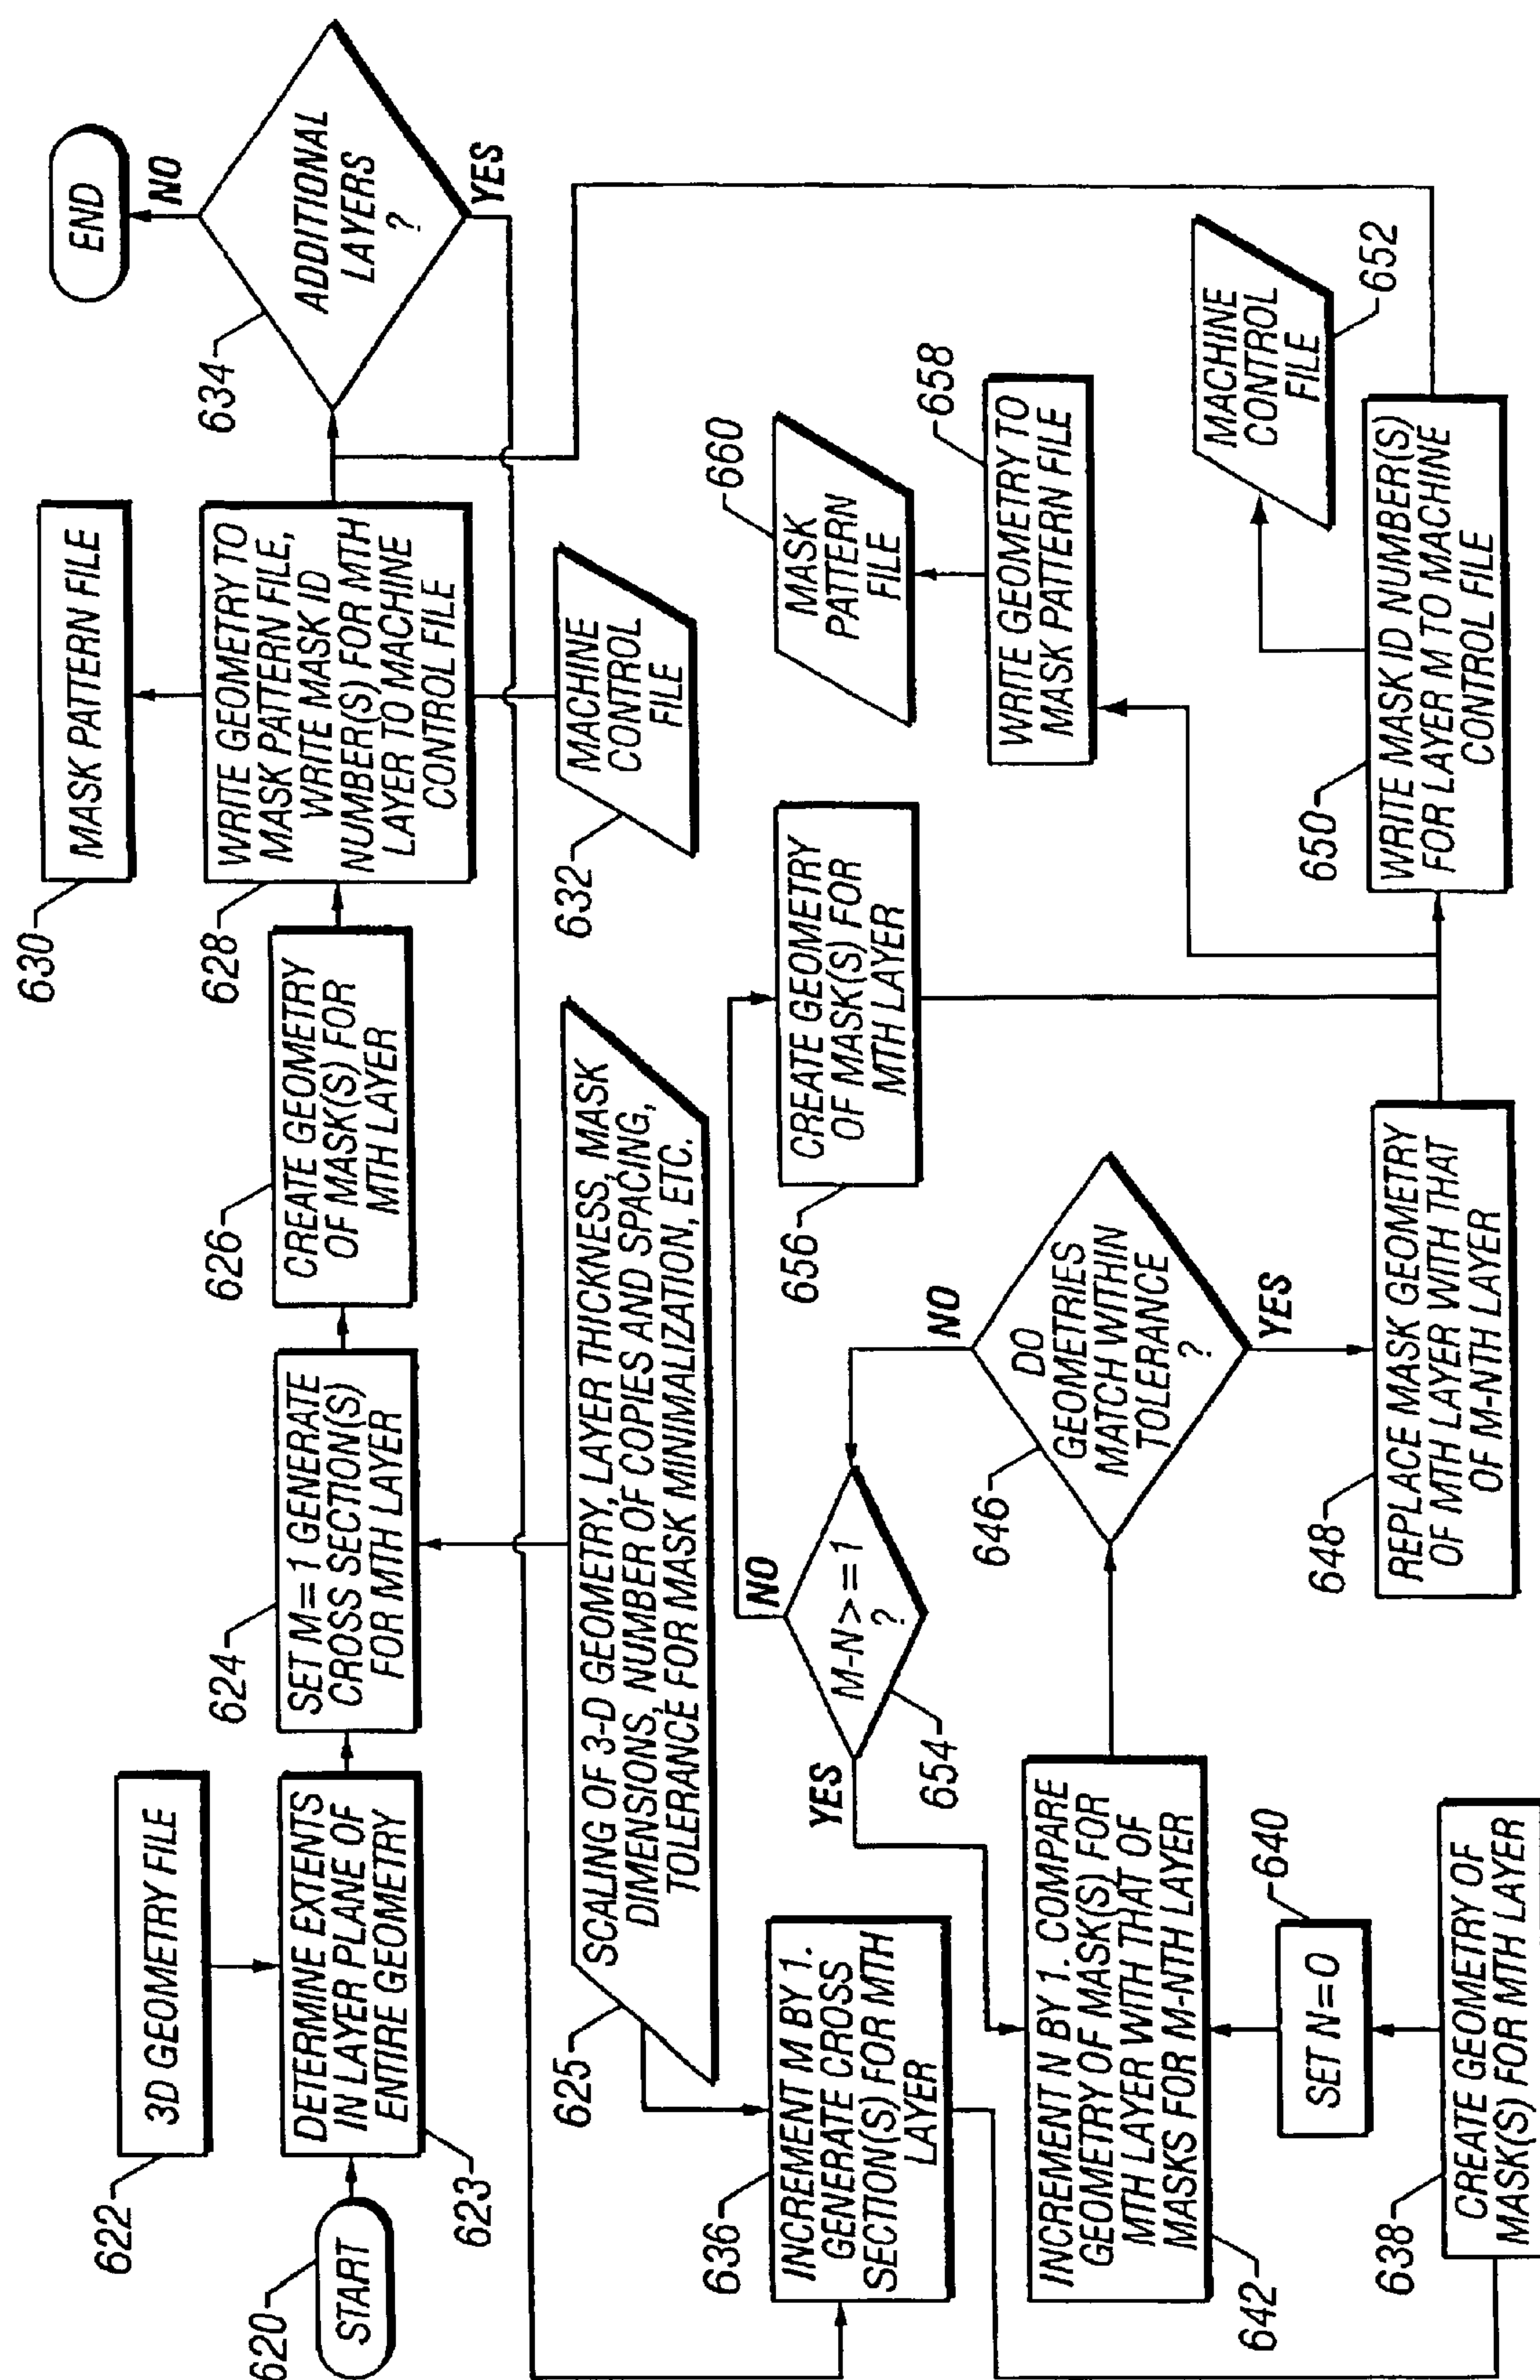 620
START
622
3D GEOMETRY FILE
623
DETERMINE EXTENTS
IN LAYER PLANE OF
ENTIRE GEOMETRY
624
SET M=1 GENERATE
CROSS SECTION(S)
FOR MTH LAYER
626
CREATE GEOMETRY
OF MASK(S) FOR
MTH LAYER
630
MASK PATTERN FILE
628
WRITE GEOMETRY TO
MASK PATTERN FILE,
WRITE MASK ID
NUMBER(S) FOR MTH
LAYER TO MACHINE
CONTROL FILE
632
MACHINE
CONTROL
FILE
634
ADDITIONAL
LAYERS
?
NO
END
YES
625
SCALING OF 3-D GEOMETRY, LAYER THICKNESS, MASK
DIMENSIONS, NUMBER OF COPIES AND SPACING,
TOLERANCE FOR MASK MINIMALIZATION, ETC.
636
INCREMENT M BY 1.
GENERATE CROSS
SECTION(S) FOR MTH
LAYER
638
CREATE GEOMETRY OF
MASK(S) FOR MTH LAYER
640
SET N=0
642
INCREMENT N BY 1. COMPARE
GEOMETRY OF MASK(S) FOR
MTH LAYER WITH THAT OF
MASKS FOR M-NTH LAYER
646
DO
GEOMETRIES
MATCH WITHIN
TOLERANCE
?
NO
YES
654
M-N>=1
?
YES
NO
656
CREATE GEOMETRY
OF MASK(S) FOR
MTH LAYER
648
REPLACE MASK GEOMETRY
OF MTH LAYER WITH THAT
OF M-NTH LAYER
660
MASK
PATTERN
FILE
658
WRITE GEOMETRY TO
MASK PATTERN FILE
650
WRITE MASK ID NUMBER(S)
FOR LAYER M TO MACHINE
CONTROL FILE
652
MACHINE
CONTROL
FILE